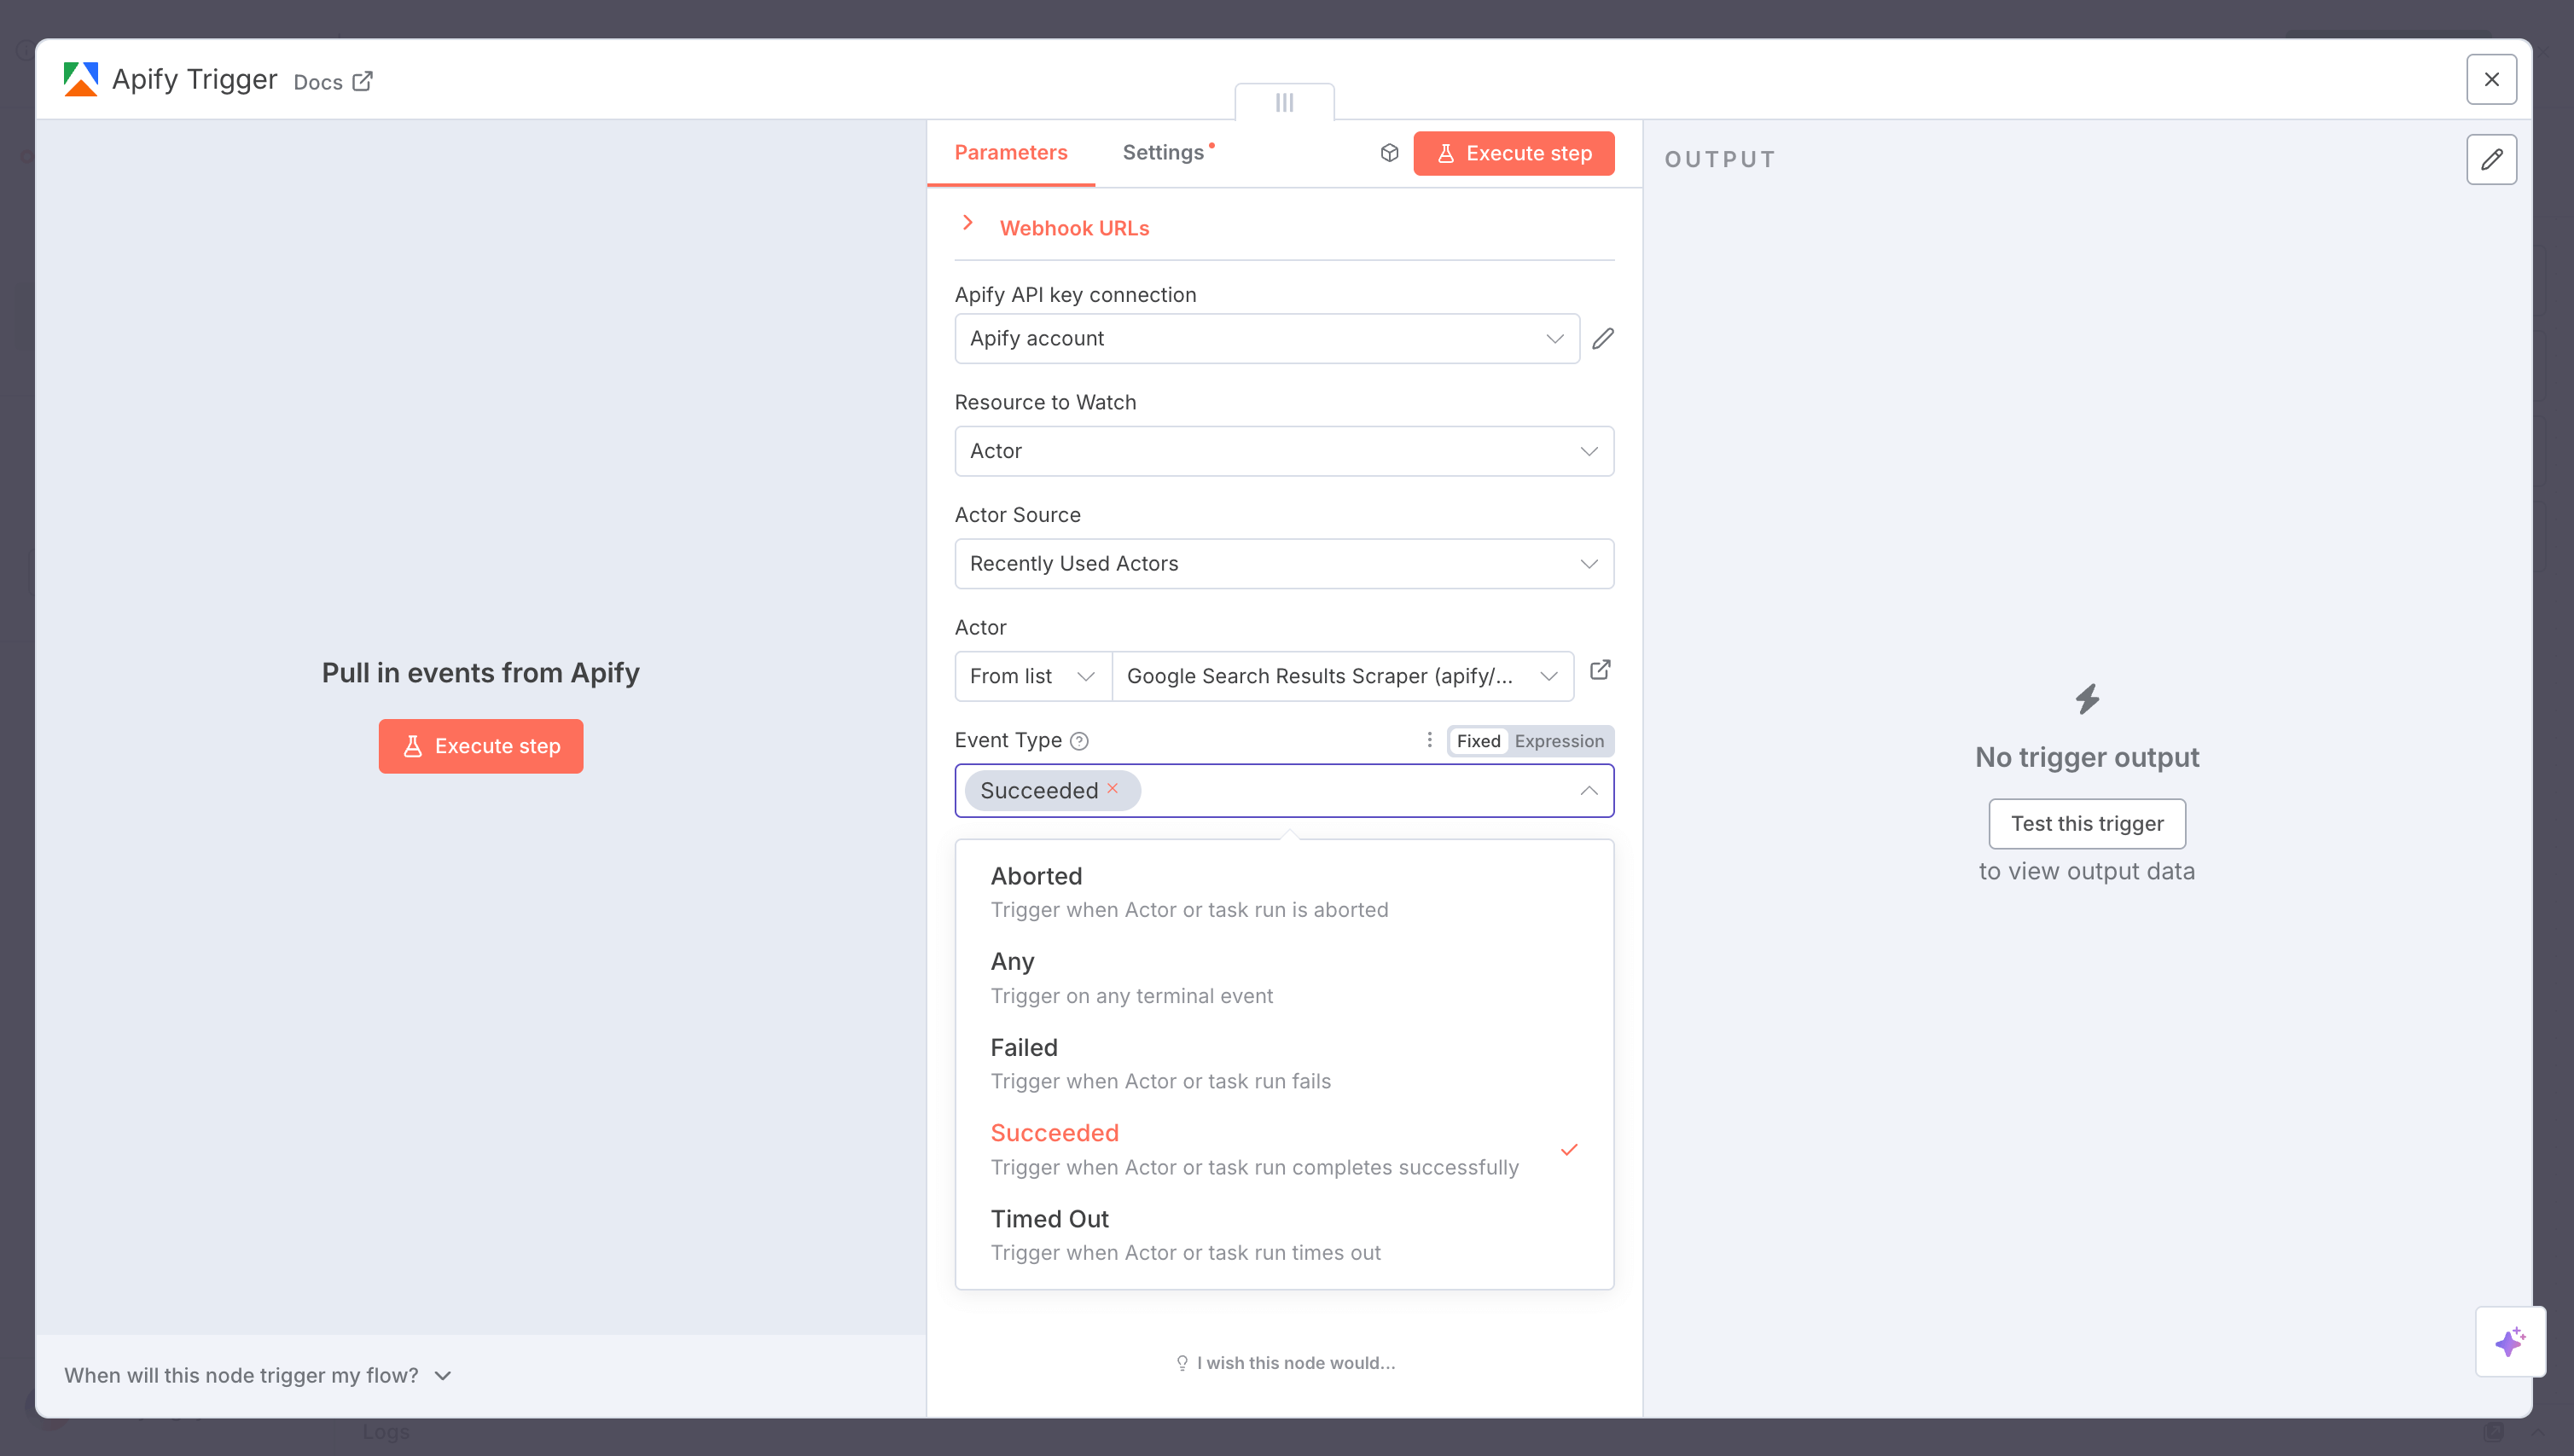 Apify Trigger Docs
Parameters
Settings
Execute step
OUTPUT
Webhook URLs
Apify API key connection
Apify account
Resource to Watch
Actor
Actor Source
Recently Used Actors
Actor
From list
Google Search Results Scraper (apify/...
Event Type
Fixed
Expression
Succeeded
Aborted
Trigger when Actor or task run is aborted
Any
Trigger on any terminal event
Failed
Trigger when Actor or task run fails
Succeeded
Trigger when Actor or task run completes successfully
Timed Out
Trigger when Actor or task run times out
I wish this node would...
Pull in events from Apify
Execute step
When will this node trigger my flow?
No trigger output
Test this trigger
to view output data
Logs